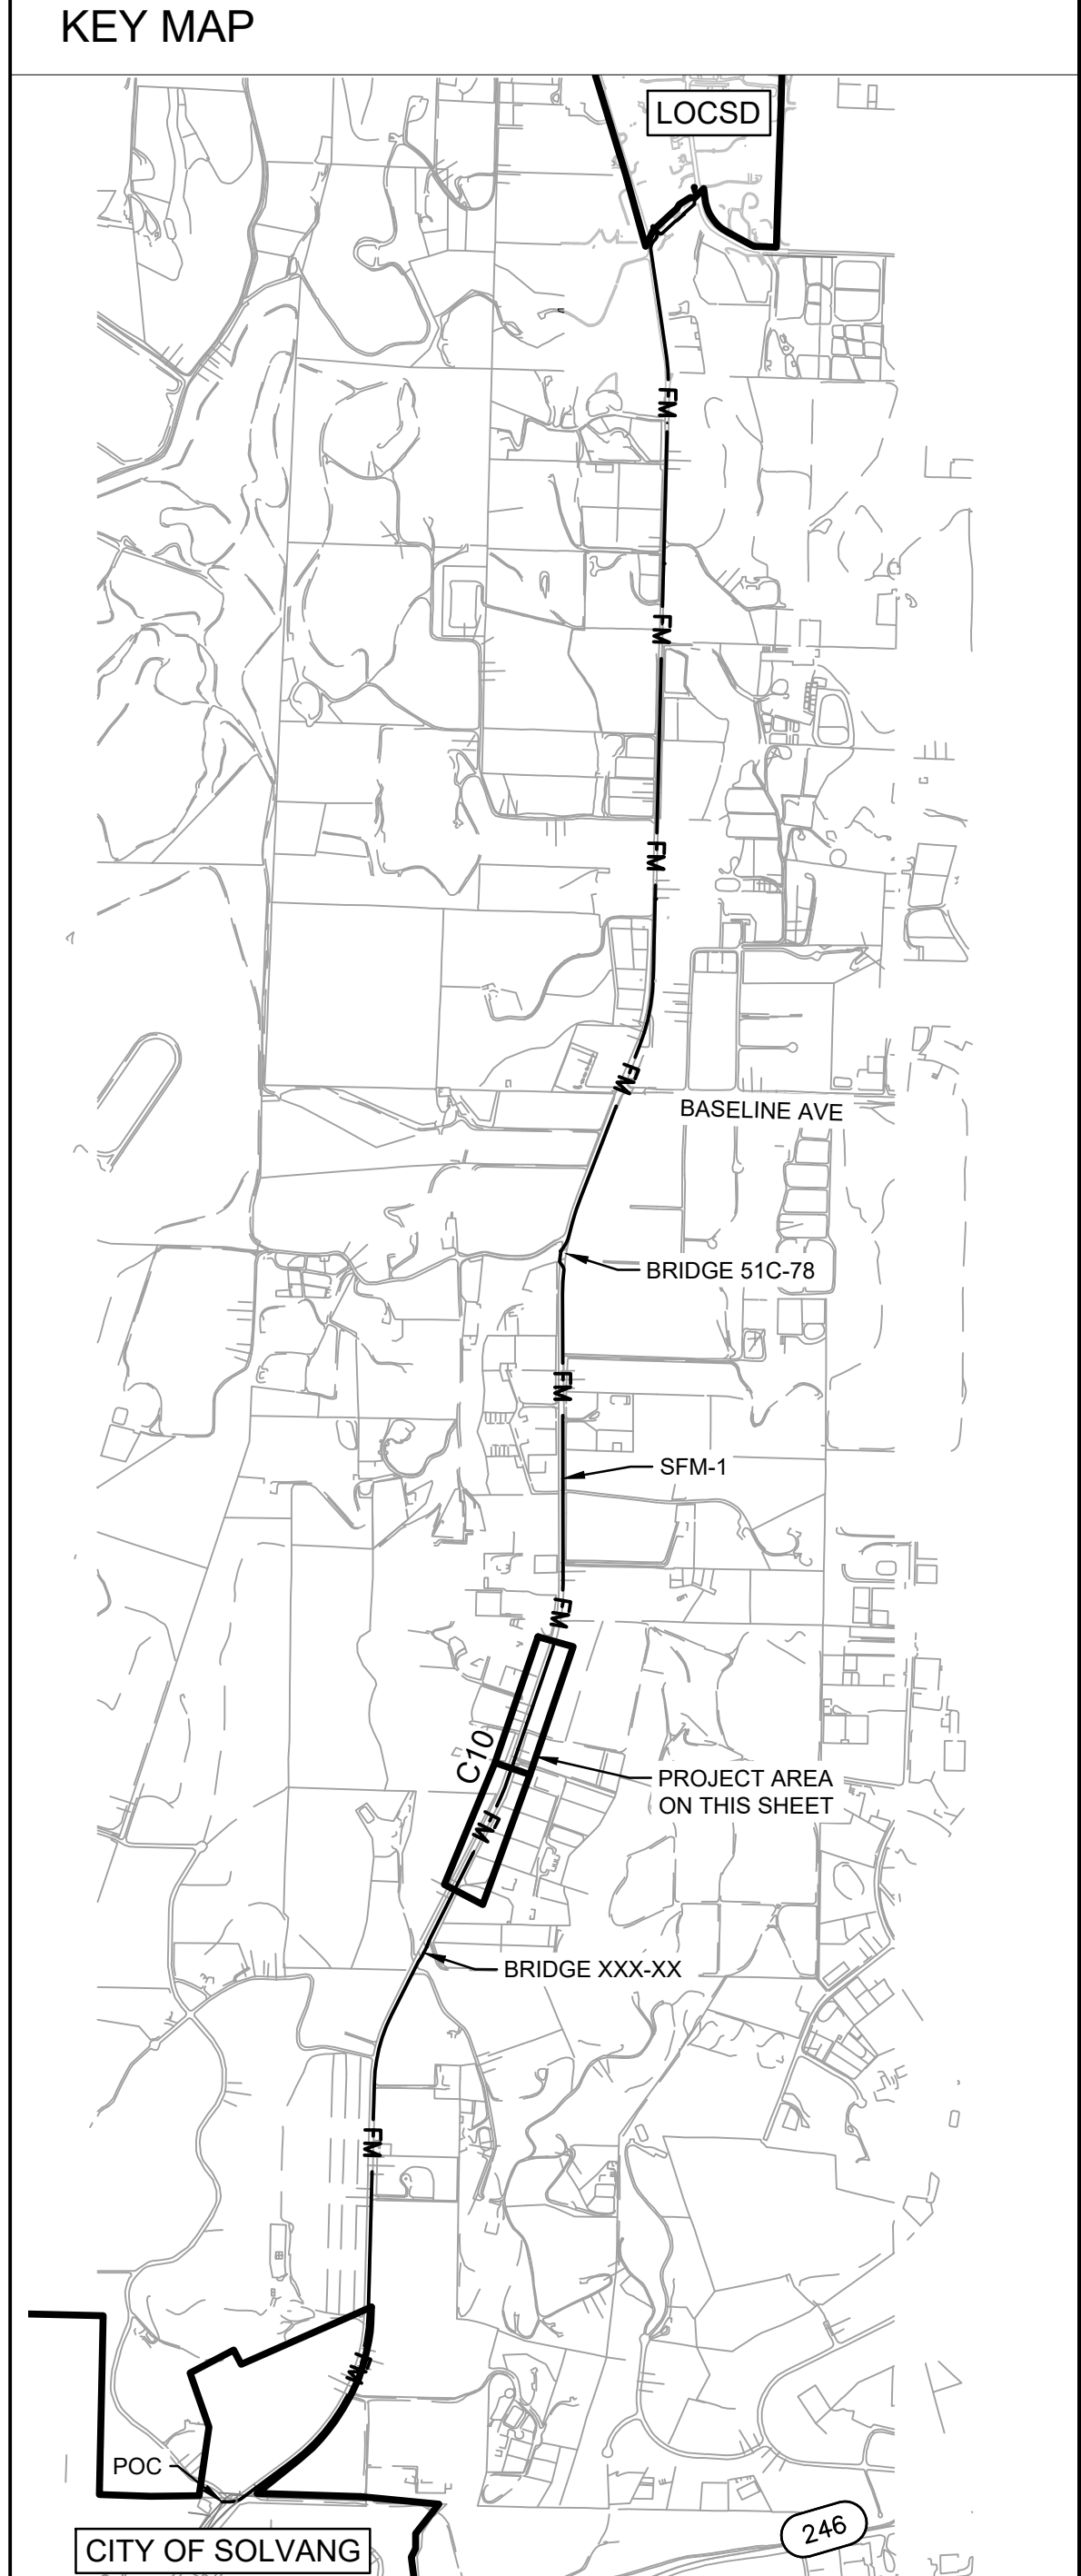 KEY MAP
LOCSD
FM
FM
FM
FM
BASELINE AVE
BRIDGE 51C-78
FM
SFM-1
FM
C10
PROJECT AREA
ON THIS SHEET
FM
BRIDGE XXX-XX
FM
FM
POC
246
CITY OF SOLVANG